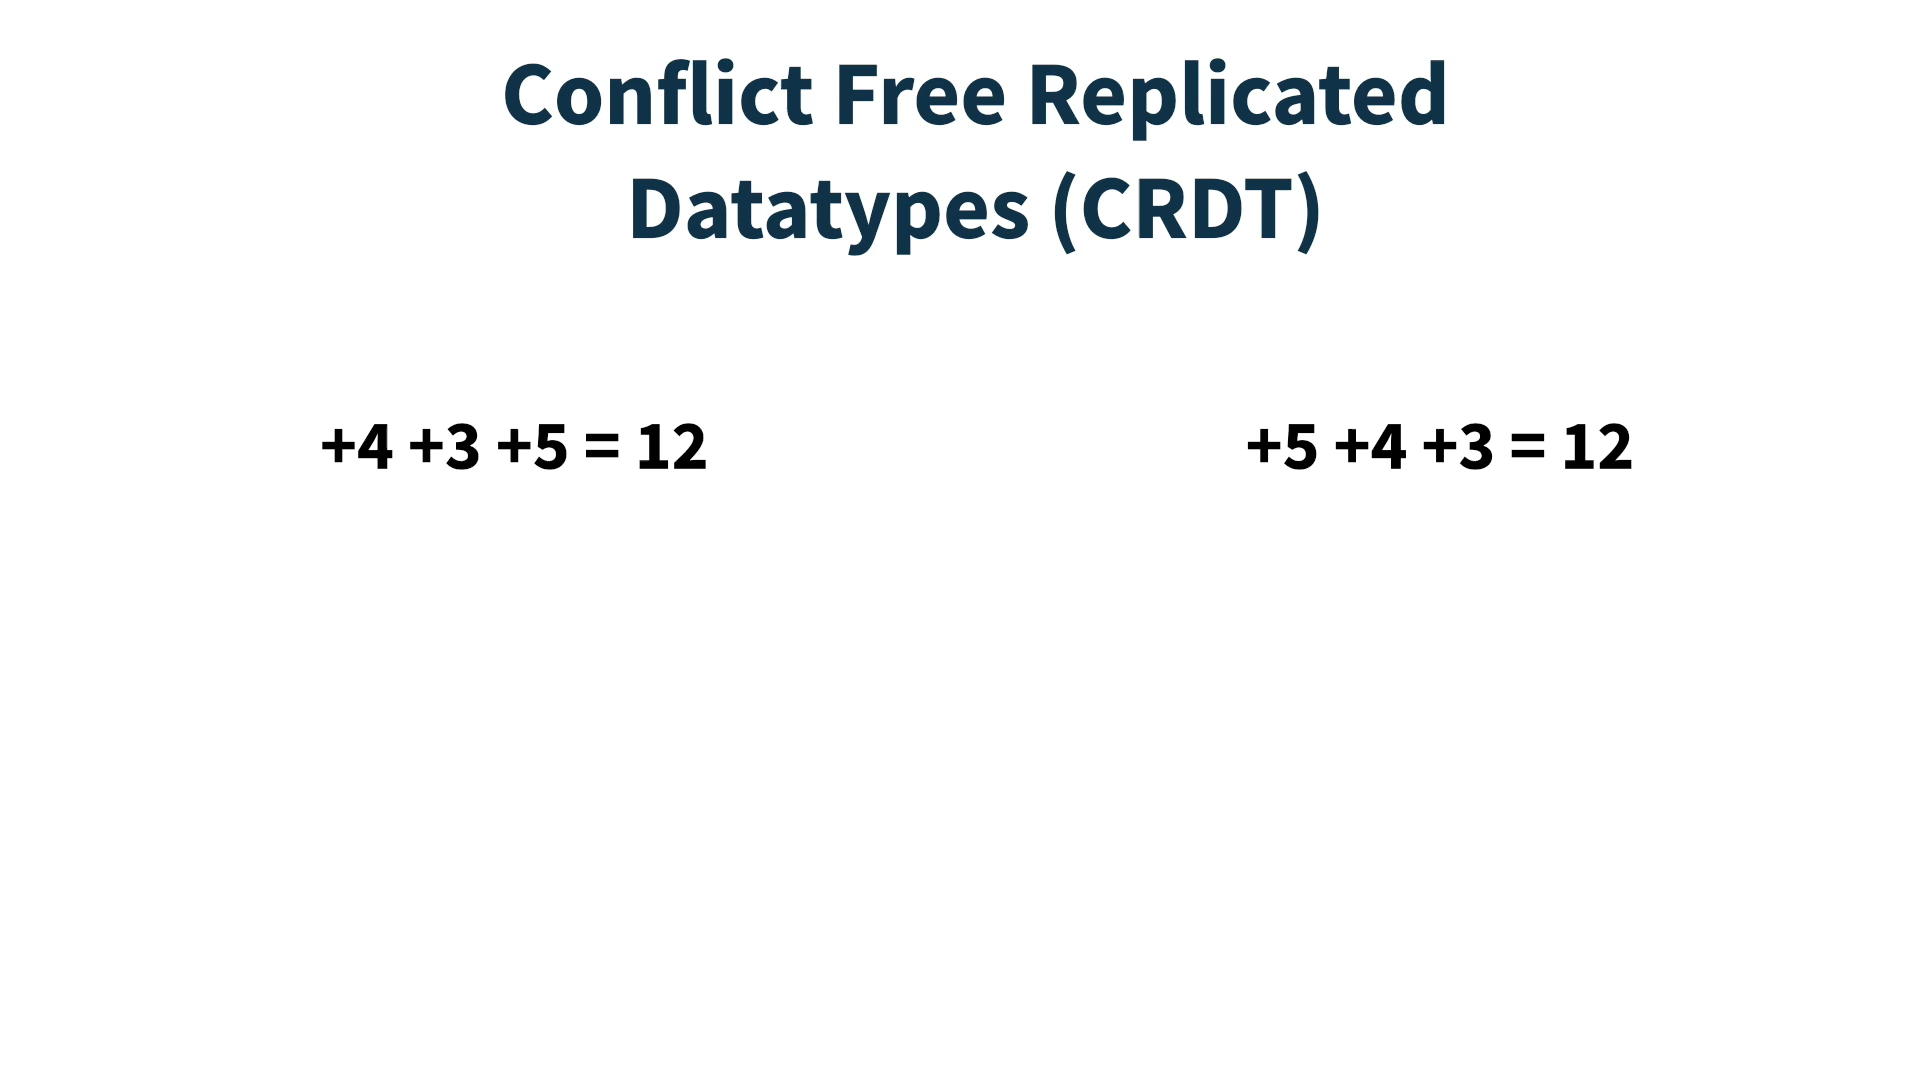 Conflict Free Replicated
Datatypes (CRDT)
+4 +3 +5 = 12
+5 +4 +3 = 12